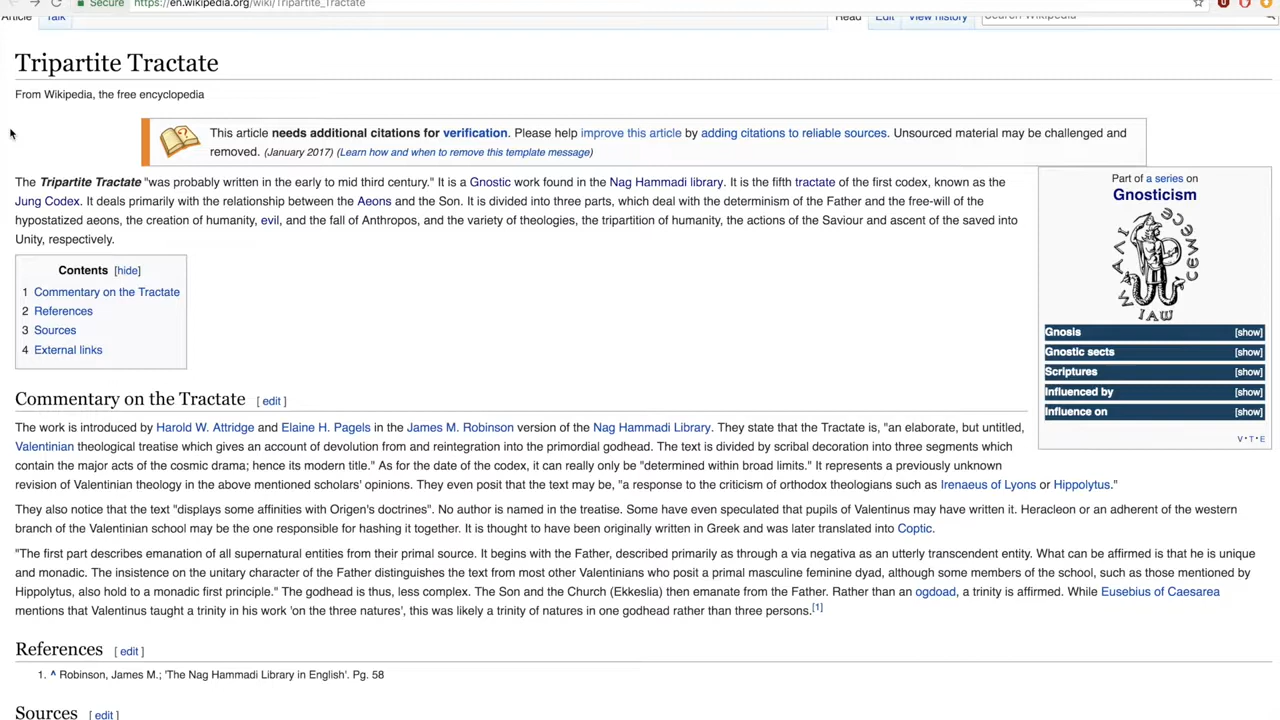 Secure https://en.wikipedia.org/wiki/Tripartite_Tractate
Article Talk Read Edit View history Search Wikipedia
Tripartite Tractate
From Wikipedia, the free encyclopedia
This article needs additional citations for verification. Please help improve this article by adding citations to reliable sources. Unsourced material may be challenged and
removed. (January 2017) (Learn how and when to remove this template message)
The Tripartite Tractate "was probably written in the early to mid third century." It is a Gnostic work found in the Nag Hammadi library. It is the fifth tractate of the first codex, known as the
Jung Codex. It deals primarily with the relationship between the Aeons and the Son. It is divided into three parts, which deal with the determinism of the Father and the free-will of the
hypostatized aeons, the creation of humanity, evil, and the fall of Anthropos, and the variety of theologies, the tripartition of humanity, the actions of the Saviour and ascent of the saved into
Unity, respectively.
Part of a series on
Gnosticism
IAW
Gnosis [show]
Gnostic sects [show]
Scriptures [show]
Influenced by [show]
Influence on [show]
V·T·E
Contents [hide]
1 Commentary on the Tractate
2 References
3 Sources
4 External links
Commentary on the Tractate [ edit ]
The work is introduced by Harold W. Attridge and Elaine H. Pagels in the James M. Robinson version of the Nag Hammadi Library. They state that the Tractate is, "an elaborate, but untitled,
Valentinian theological treatise which gives an account of devolution from and reintegration into the primordial godhead. The text is divided by scribal decoration into three segments which
contain the major acts of the cosmic drama; hence its modern title." As for the date of the codex, it can really only be "determined within broad limits." It represents a previously unknown
revision of Valentinian theology in the above mentioned scholars' opinions. They even posit that the text may be, "a response to the criticism of orthodox theologians such as Irenaeus of Lyons or Hippolytus."
They also notice that the text "displays some affinities with Origen's doctrines". No author is named in the treatise. Some have even speculated that pupils of Valentinus may have written it. Heracleon or an adherent of the western
branch of the Valentinian school may be the one responsible for hashing it together. It is thought to have been originally written in Greek and was later translated into Coptic.
"The first part describes emanation of all supernatural entities from their primal source. It begins with the Father, described primarily as through a via negativa as an utterly transcendent entity. What can be affirmed is that he is unique
and monadic. The insistence on the unitary character of the Father distinguishes the text from most other Valentinians who posit a primal masculine feminine dyad, although some members of the school, such as those mentioned by
Hippolytus, also hold to a monadic first principle." The godhead is thus, less complex. The Son and the Church (Ekkeslia) then emanate from the Father. Rather than an ogdoad, a trinity is affirmed. While Eusebius of Caesarea
mentions that Valentinus taught a trinity in his work 'on the three natures', this was likely a trinity of natures in one godhead rather than three persons.[1]
References [ edit ]
1. ^ Robinson, James M.; 'The Nag Hammadi Library in English'. Pg. 58
Sources [ edit ]